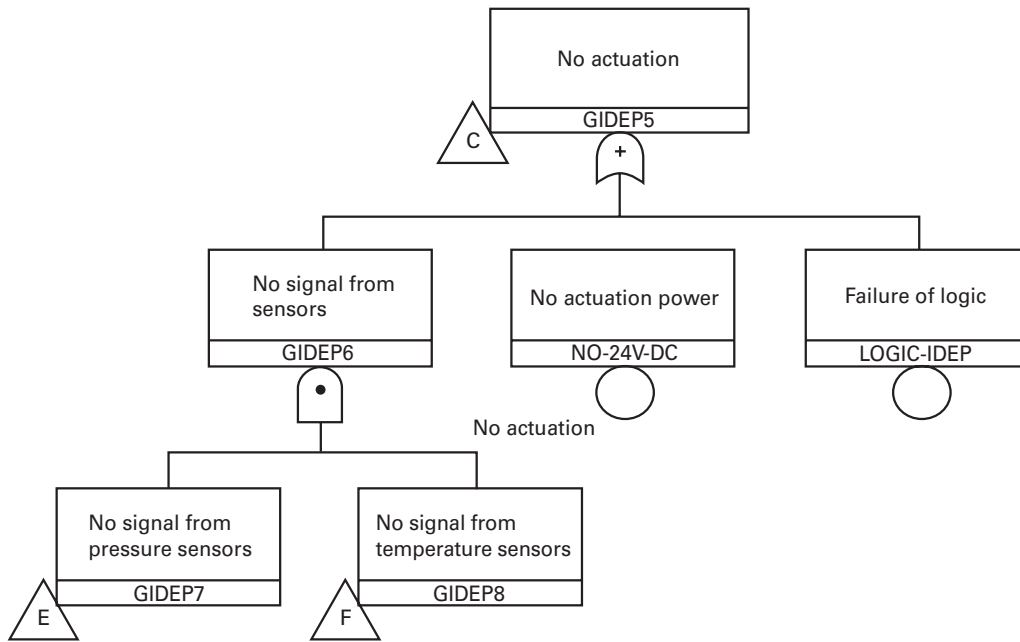 No actuation
GIDEP5
C
+
No signal from
sensors
GIDEP6
No actuation power
NO-24V-DC
Failure of logic
LOGIC-IDEP
No actuation
No signal from
pressure sensors
GIDEP7
E
No signal from
temperature sensors
GIDEP8
F